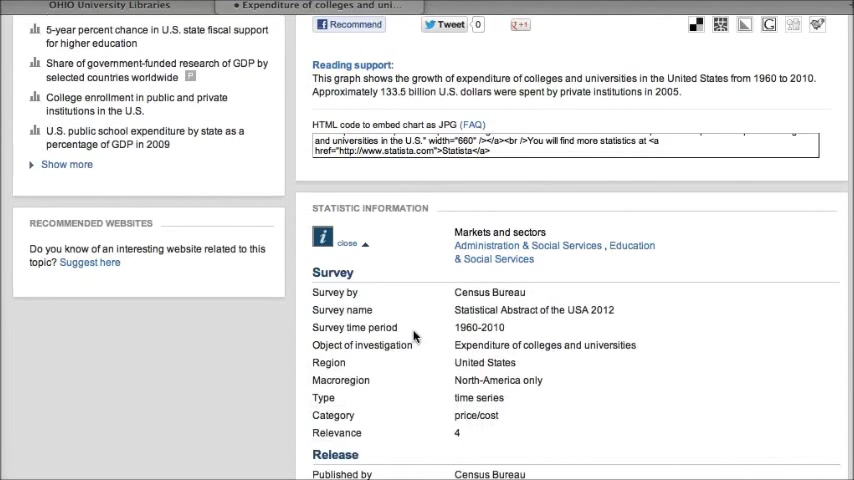 OHIO University Libraries
Expenditure of colleges and uni...
5-year percent chance in U.S. state fiscal support
for higher education
Share of government-funded research of GDP by
selected countries worldwide P
College enrollment in public and private
institutions in the U.S.
U.S. public school expenditure by state as a
percentage of GDP in 2009
Show more
RECOMMENDED WEBSITES
Do you know of an interesting website related to this
topic? Suggest here
Recommend
Tweet 0
+1
G
Reading support:
This graph shows the growth of expenditure of colleges and universities in the United States from 1960 to 2010.
Approximately 133.5 billion U.S. dollars were spent by private institutions in 2005.
HTML code to embed chart as JPG (FAQ)
and universities in the U.S." width="660" /></a><br />You will find more statistics at <a
href="http://www.statista.com">Statista</a>
STATISTIC INFORMATION
i close
Markets and sectors
Administration & Social Services , Education
& Social Services
Survey
Survey by Census Bureau
Survey name Statistical Abstract of the USA 2012
Survey time period 1960-2010
Object of investigation Expenditure of colleges and universities
Region United States
Macroregion North-America only
Type time series
Category price/cost
Relevance 4
Release
Published by Census Bureau